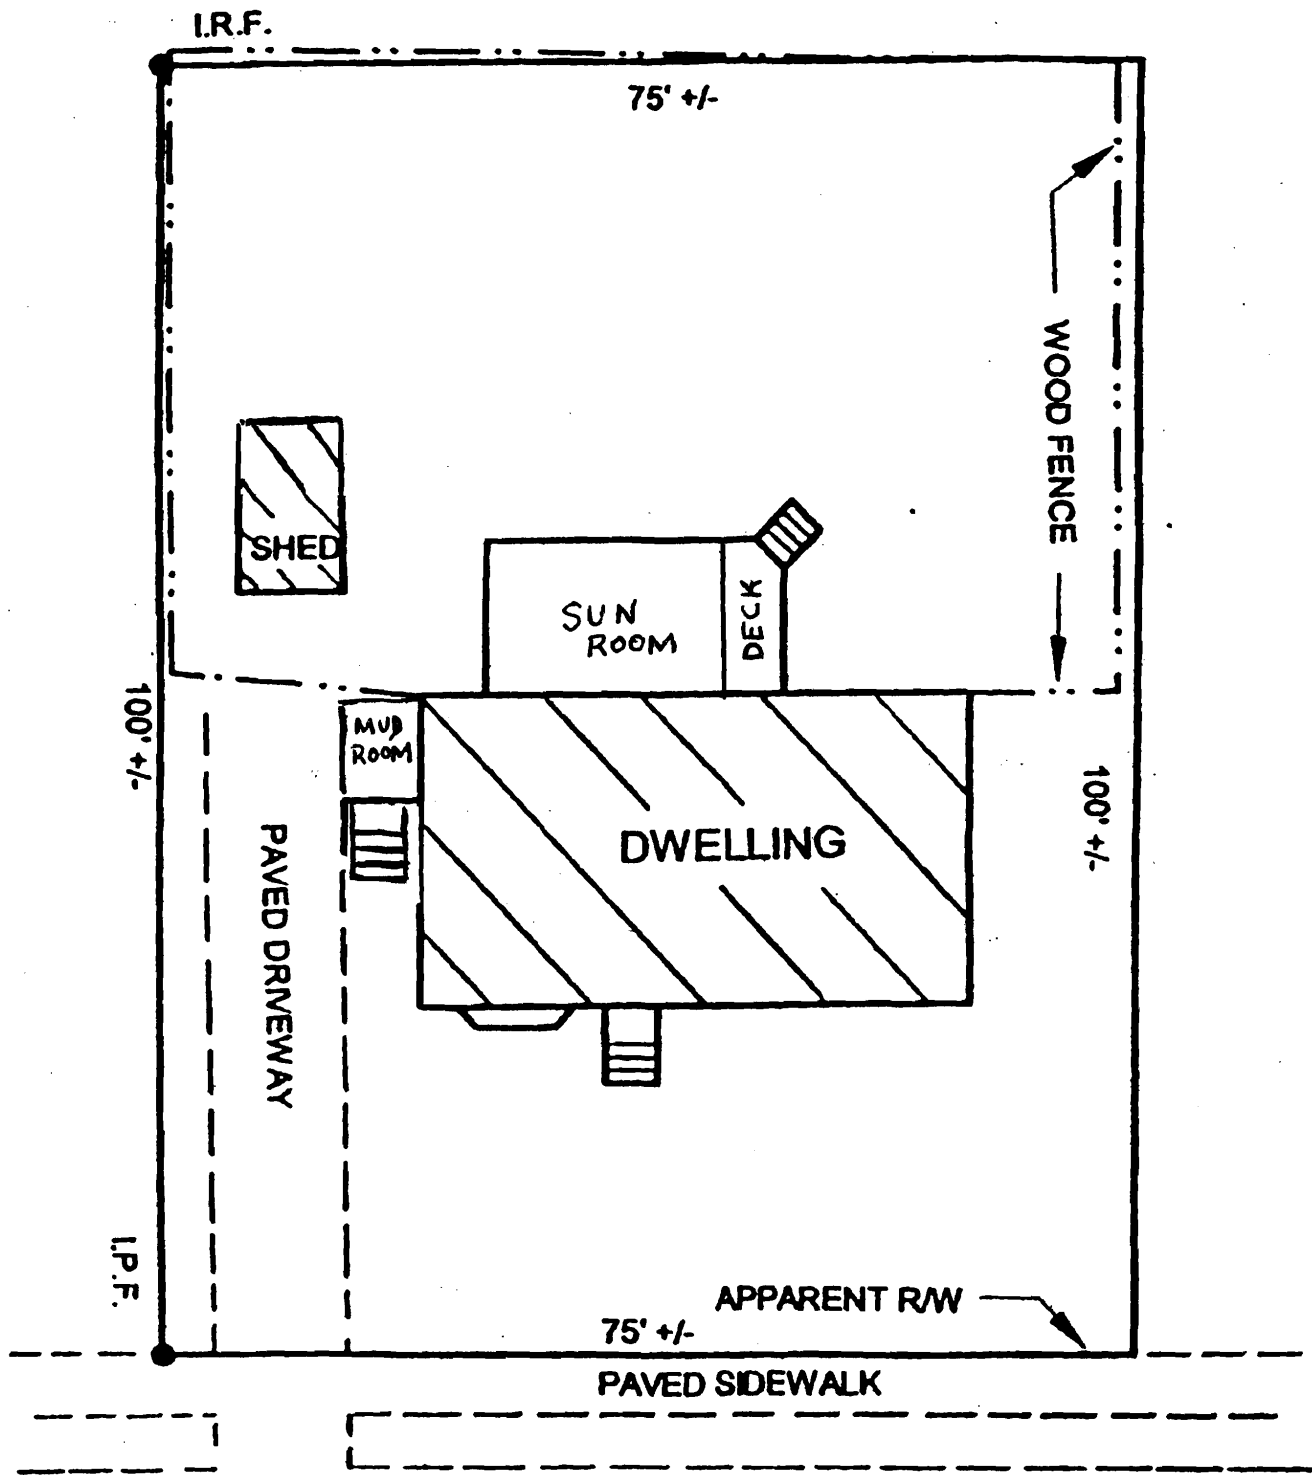 I.R.F.
75' +/-
WOOD FENCE
SHED
SUN
ROOM
DECK
100' +/-
MUD
ROOM
DWELLING
100' +/-
PAVED DRIVEWAY
I.P.F.
APPARENT R/W
75' +/-
PAVED SIDEWALK